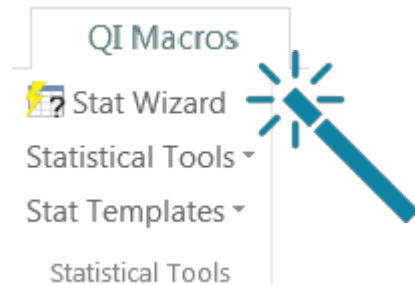 QI Macros
Stat Wizard
Statistical Tools
Stat Templates
Statistical Tools